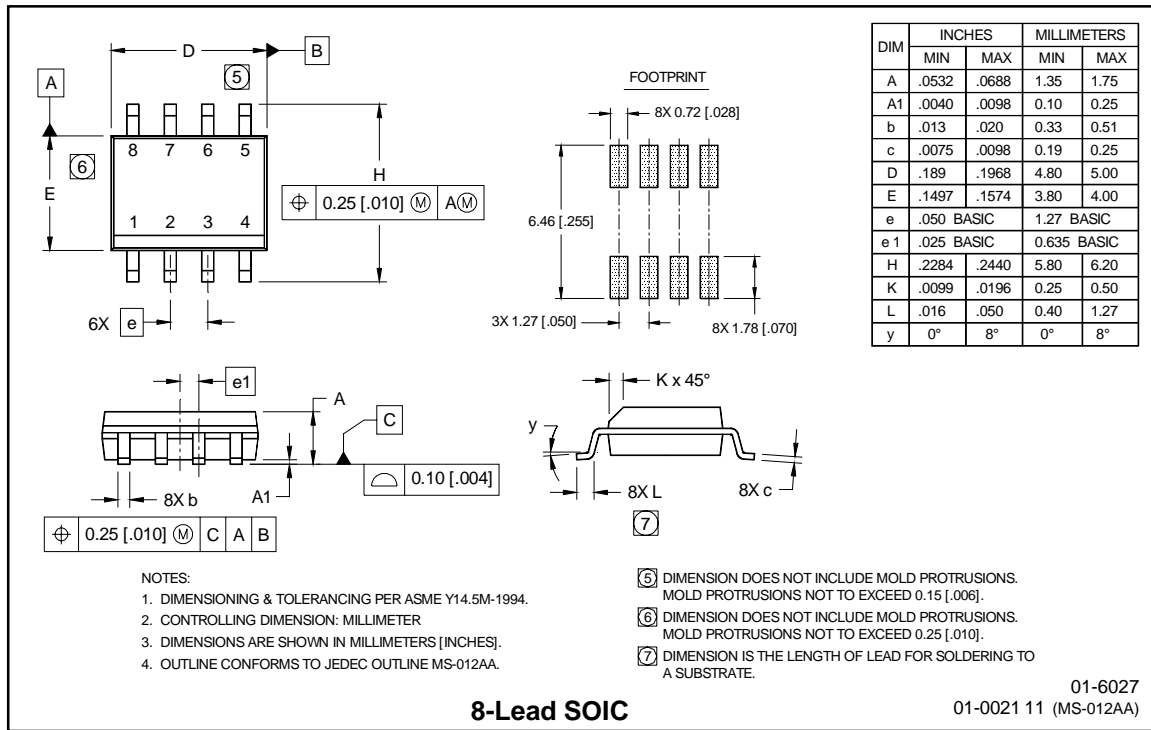 D
B
5
A
8 7 6 5
6
E
H
⌖ 0.25 [.010] Ⓜ AⓂ
1 2 3 4
6X e
FOOTPRINT
8X 0.72 [.028]
6.46 [.255]
3X 1.27 [.050]
8X 1.78 [.070]
DIM INCHES MILLIMETERS
MIN MAX MIN MAX
A .0532 .0688 1.35 1.75
A1 .0040 .0098 0.10 0.25
b .013 .020 0.33 0.51
c .0075 .0098 0.19 0.25
D .189 .1968 4.80 5.00
E .1497 .1574 3.80 4.00
e .050 BASIC 1.27 BASIC
e 1 .025 BASIC 0.635 BASIC
H .2284 .2440 5.80 6.20
K .0099 .0196 0.25 0.50
L .016 .050 0.40 1.27
y 0° 8° 0° 8°
e1
A
C
⌓ 0.10 [.004]
8X b
A1
⌖ 0.25 [.010] Ⓜ C A B
K x 45°
y
8X L
7
8X c
NOTES:
1. DIMENSIONING & TOLERANCING PER ASME Y14.5M-1994.
2. CONTROLLING DIMENSION: MILLIMETER
3. DIMENSIONS ARE SHOWN IN MILLIMETERS [INCHES].
4. OUTLINE CONFORMS TO JEDEC OUTLINE MS-012AA.
5 DIMENSION DOES NOT INCLUDE MOLD PROTRUSIONS.
MOLD PROTRUSIONS NOT TO EXCEED 0.15 [.006].
6 DIMENSION DOES NOT INCLUDE MOLD PROTRUSIONS.
MOLD PROTRUSIONS NOT TO EXCEED 0.25 [.010].
7 DIMENSION IS THE LENGTH OF LEAD FOR SOLDERING TO
A SUBSTRATE.
8-Lead SOIC
01-6027
01-0021 11 (MS-012AA)